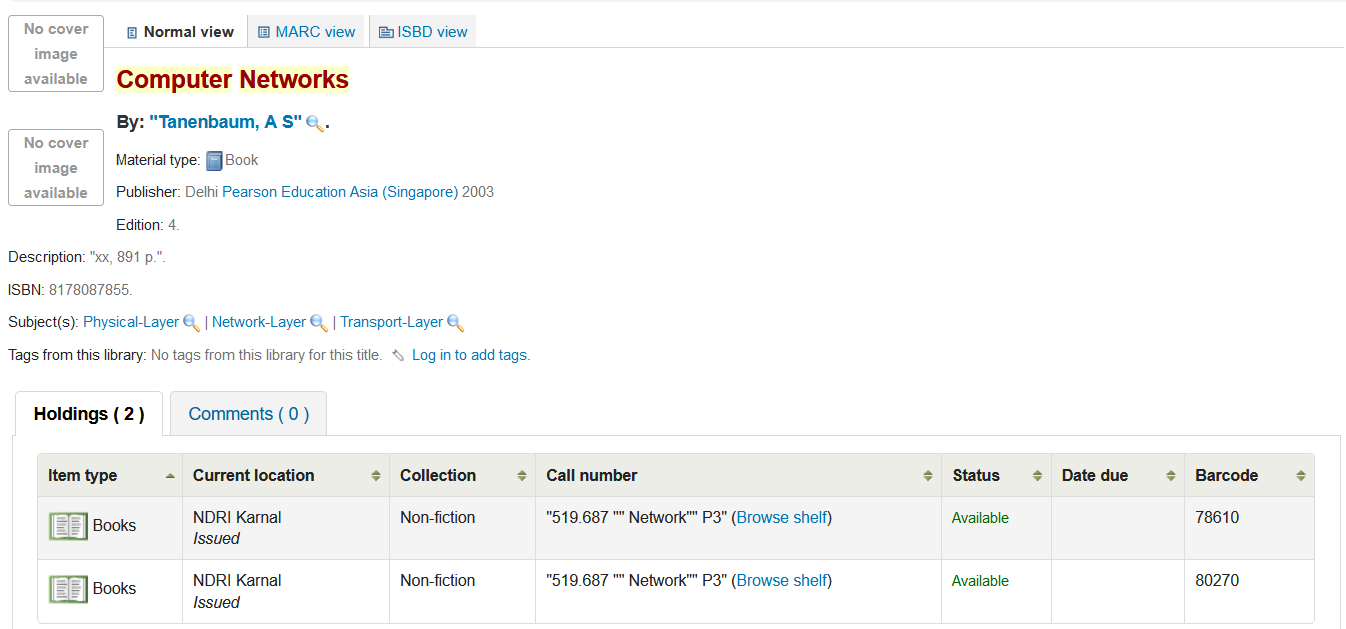 No cover
image
available
Normal view
MARC view
ISBD view
Computer Networks
By: "Tanenbaum, A S" .
No cover
image
available
Material type: Book
Publisher: Delhi Pearson Education Asia (Singapore) 2003
Edition: 4.
Description: "xx, 891 p.".
ISBN: 8178087855.
Subject(s): Physical-Layer | Network-Layer | Transport-Layer
Tags from this library: No tags from this library for this title. Log in to add tags.
Holdings ( 2 )
Comments ( 0 )
Item type Current location Collection Call number Status Date due Barcode
Books NDRI Karnal Non-fiction "519.687 "" Network"" P3" (Browse shelf) Available 78610
Issued
Books NDRI Karnal Non-fiction "519.687 "" Network"" P3" (Browse shelf) Available 80270
Issued